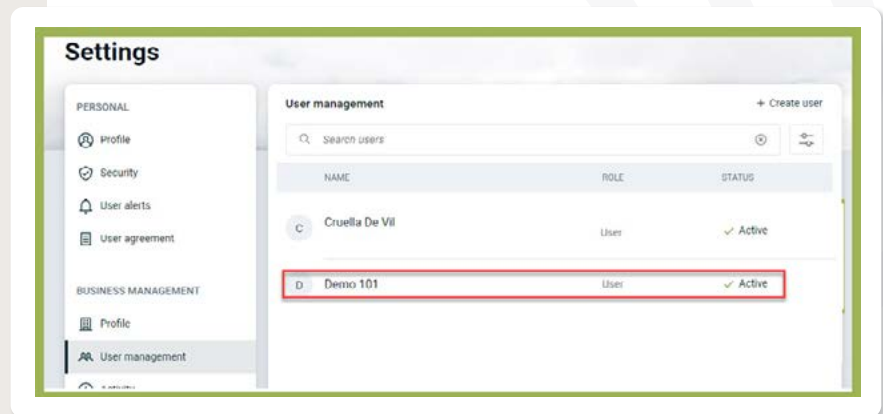 Settings
PERSONAL
Profile
Security
User alerts
User agreement
BUSINESS MANAGEMENT
Profile
User management
Activity
User management
+ Create user
Search users
NAME ROLE STATUS
C Cruella De Vil User Active
D Demo 101 User Active